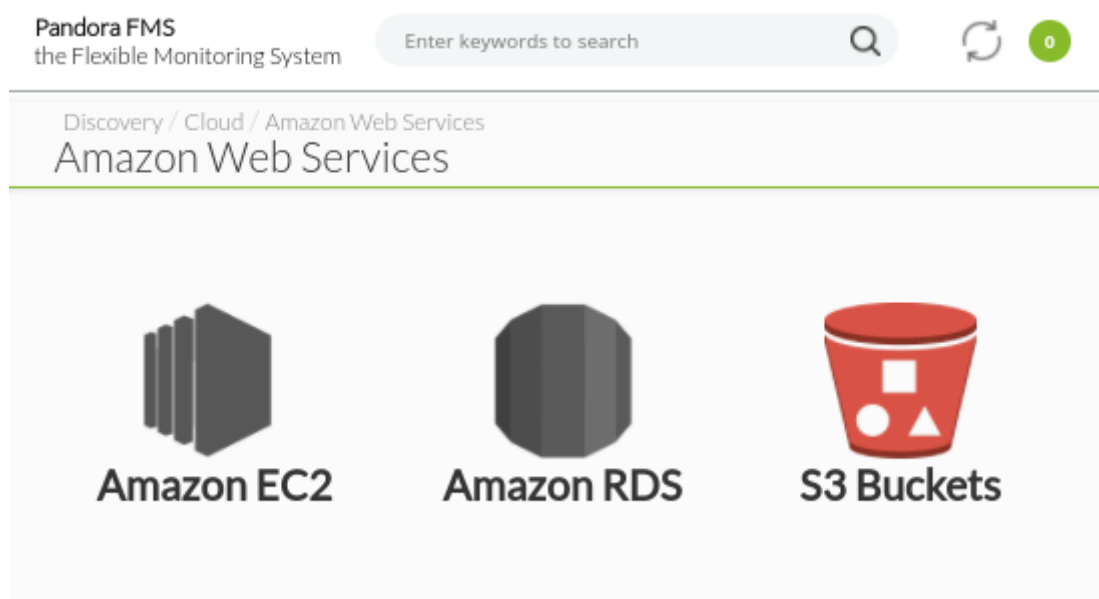 Pandora FMS
the Flexible Monitoring System
Enter keywords to search
0
Discovery / Cloud / Amazon Web Services
Amazon Web Services
Amazon EC2
Amazon RDS
S3 Buckets